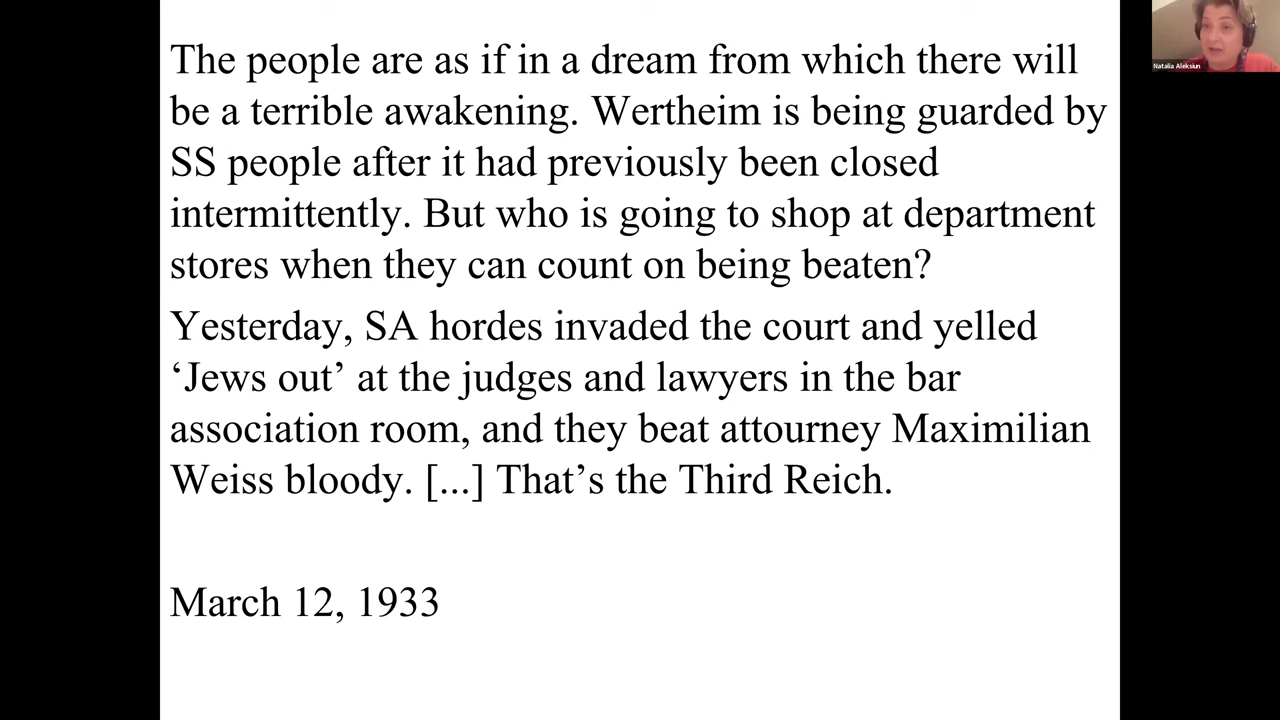 The people are as if in a dream from which there will
be a terrible awakening. Wertheim is being guarded by
SS people after it had previously been closed
intermittently. But who is going to shop at department
stores when they can count on being beaten?
Yesterday, SA hordes invaded the court and yelled
‘Jews out’ at the judges and lawyers in the bar
association room, and they beat attourney Maximilian
Weiss bloody. [...] That’s the Third Reich.
March 12, 1933
Natalia Aleksiun